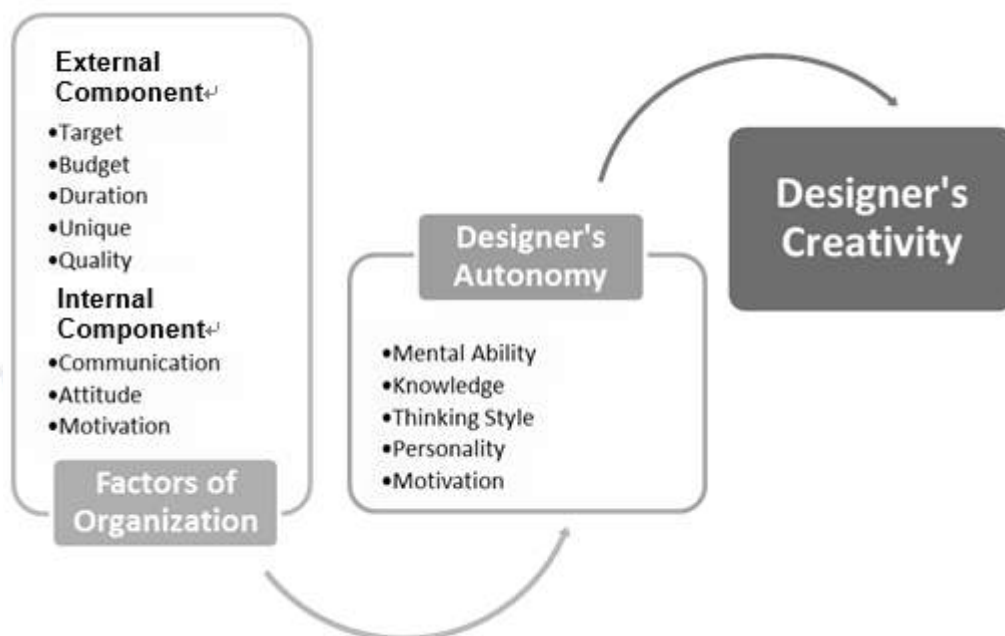 External
Component↵
•Target
•Budget
•Duration
•Unique
•Quality
Internal
Component↵
•Communication
•Attitude
•Motivation
Factors of
Organization
Designer's
Autonomy
•Mental Ability
•Knowledge
•Thinking Style
•Personality
•Motivation
Designer's
Creativity